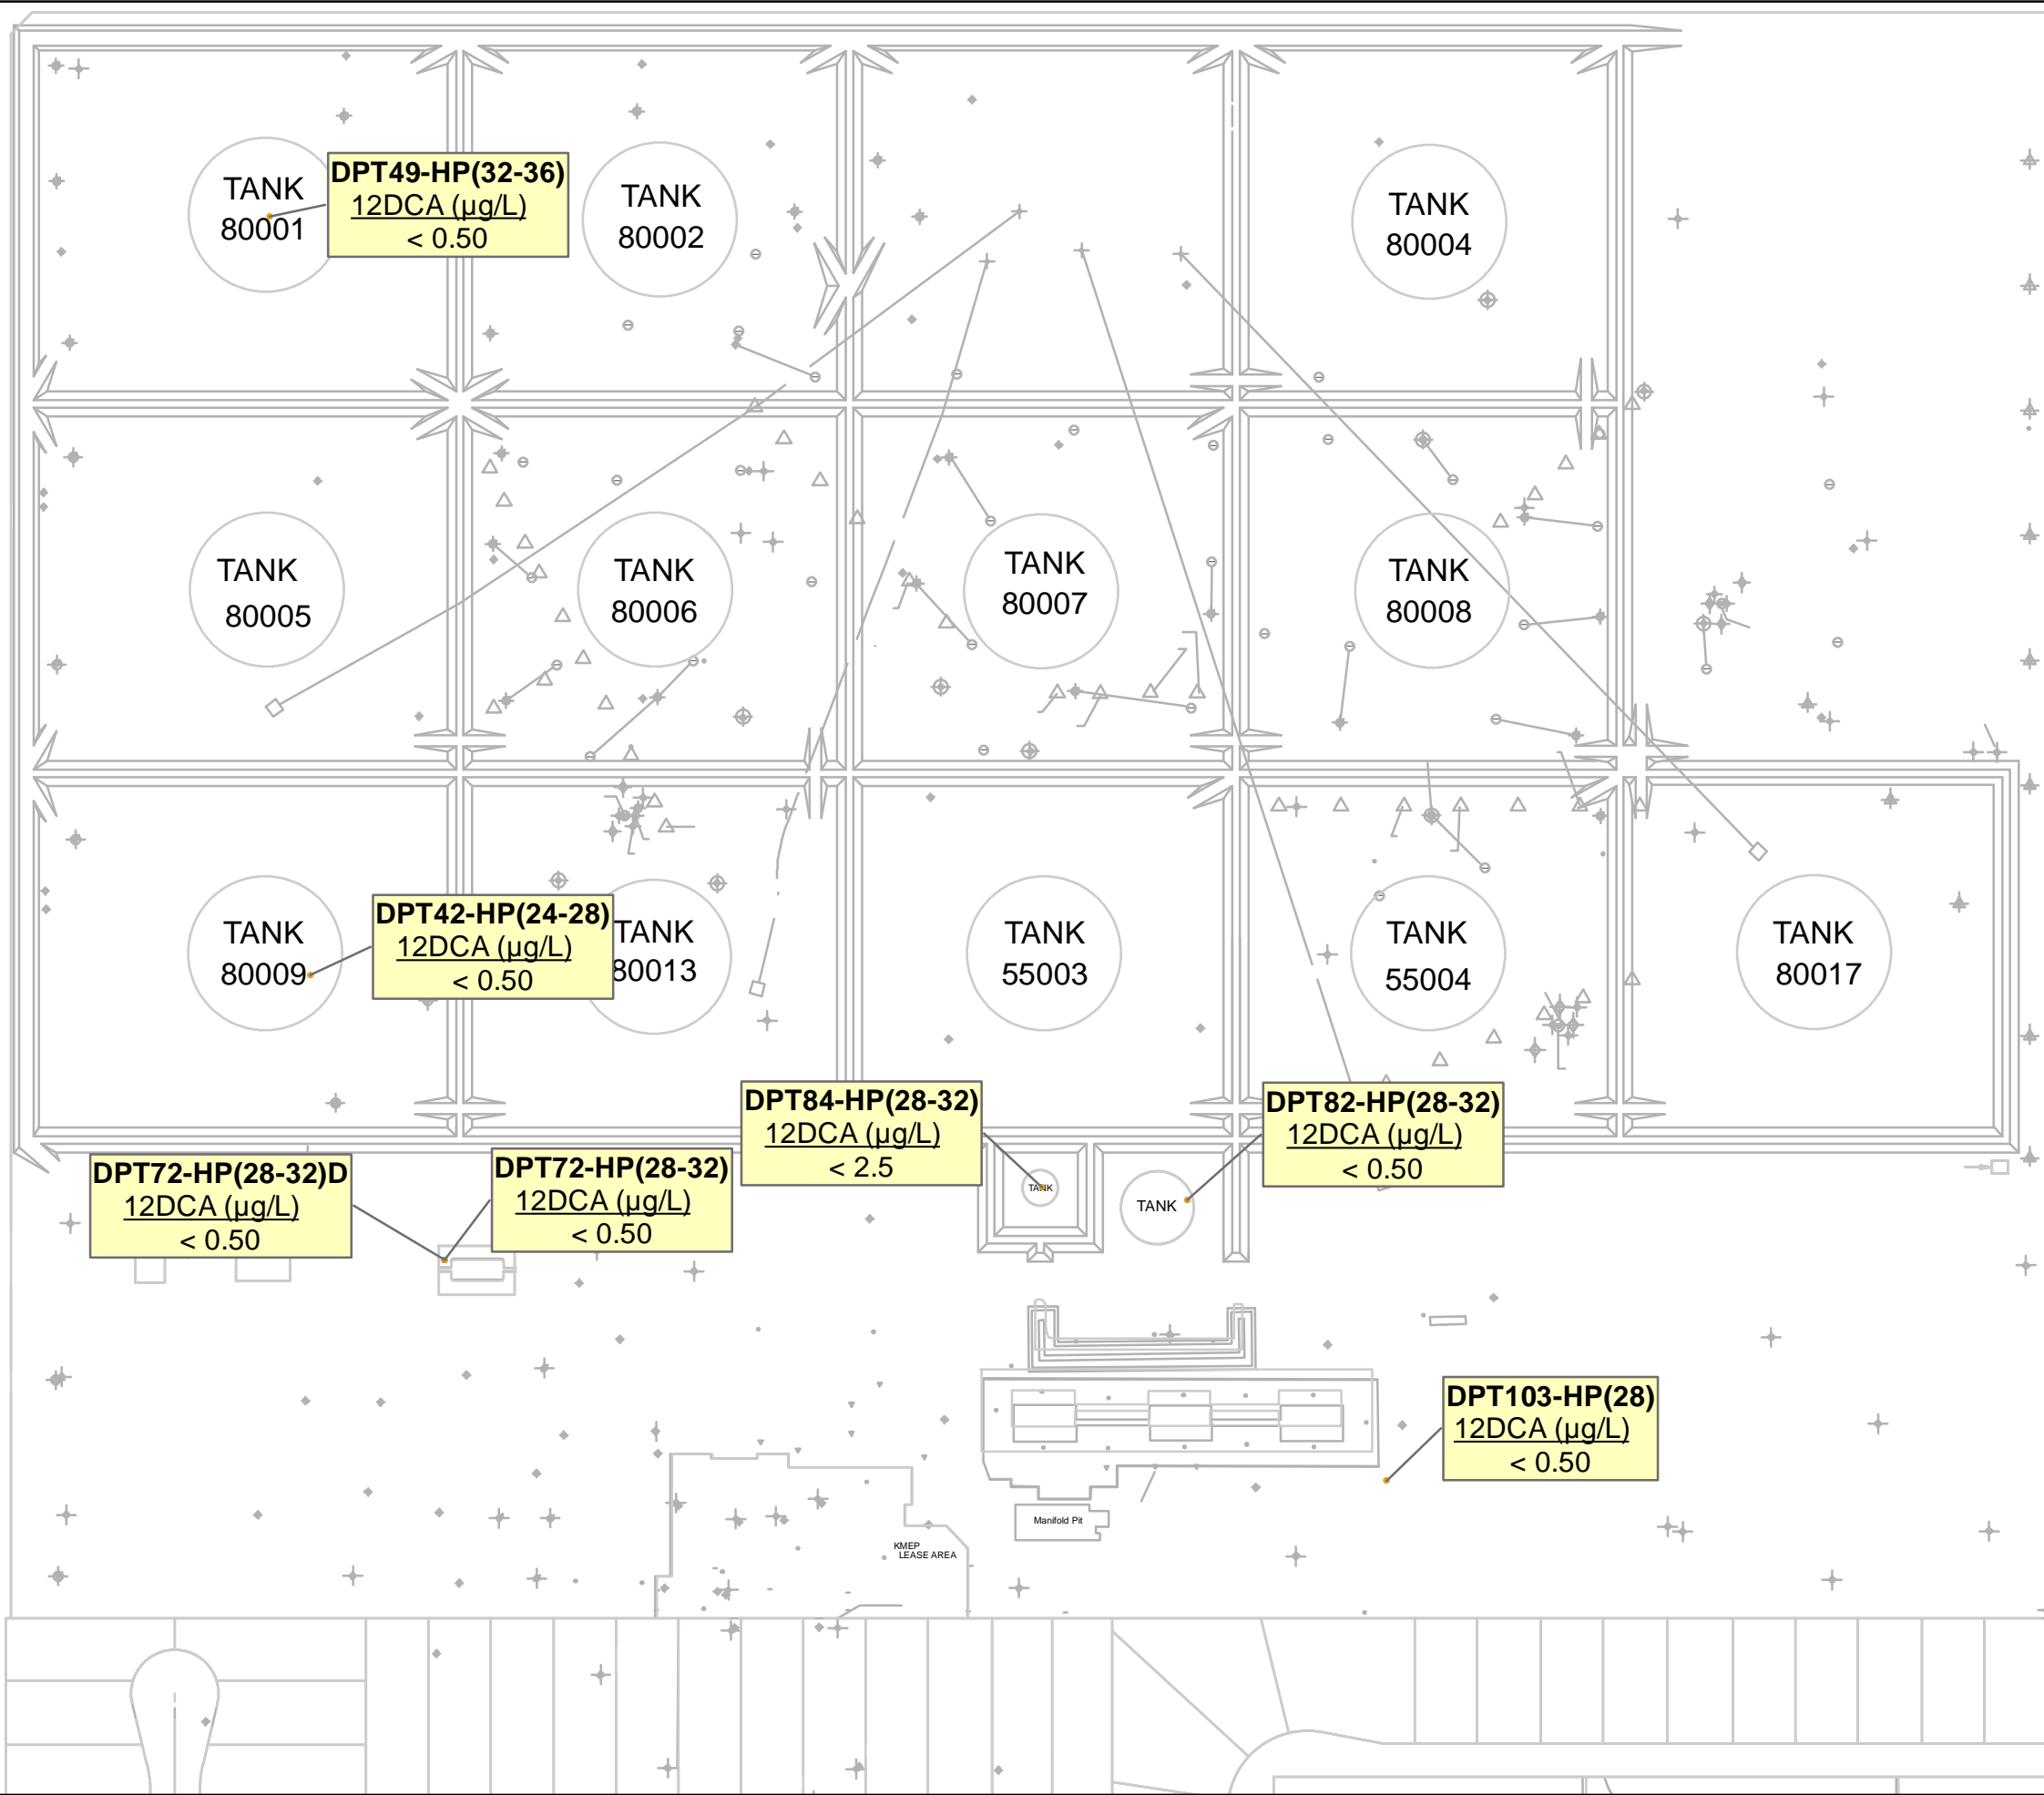 TANK
80001
DPT49-HP(32-36)
12DCA (µg/L)
< 0.50
TANK
80002
TANK
80004
TANK
80005
TANK
80006
TANK
80007
TANK
80008
TANK
80009
DPT42-HP(24-28)
12DCA (µg/L)
< 0.50
TANK
80013
TANK
55003
TANK
55004
TANK
80017
DPT72-HP(28-32)D
12DCA (µg/L)
< 0.50
DPT72-HP(28-32)
12DCA (µg/L)
< 0.50
DPT84-HP(28-32)
12DCA (µg/L)
< 2.5
TANK
TANK
DPT82-HP(28-32)
12DCA (µg/L)
< 0.50
DPT103-HP(28)
12DCA (µg/L)
< 0.50
Manifold Pit
KMEP
LEASE AREA